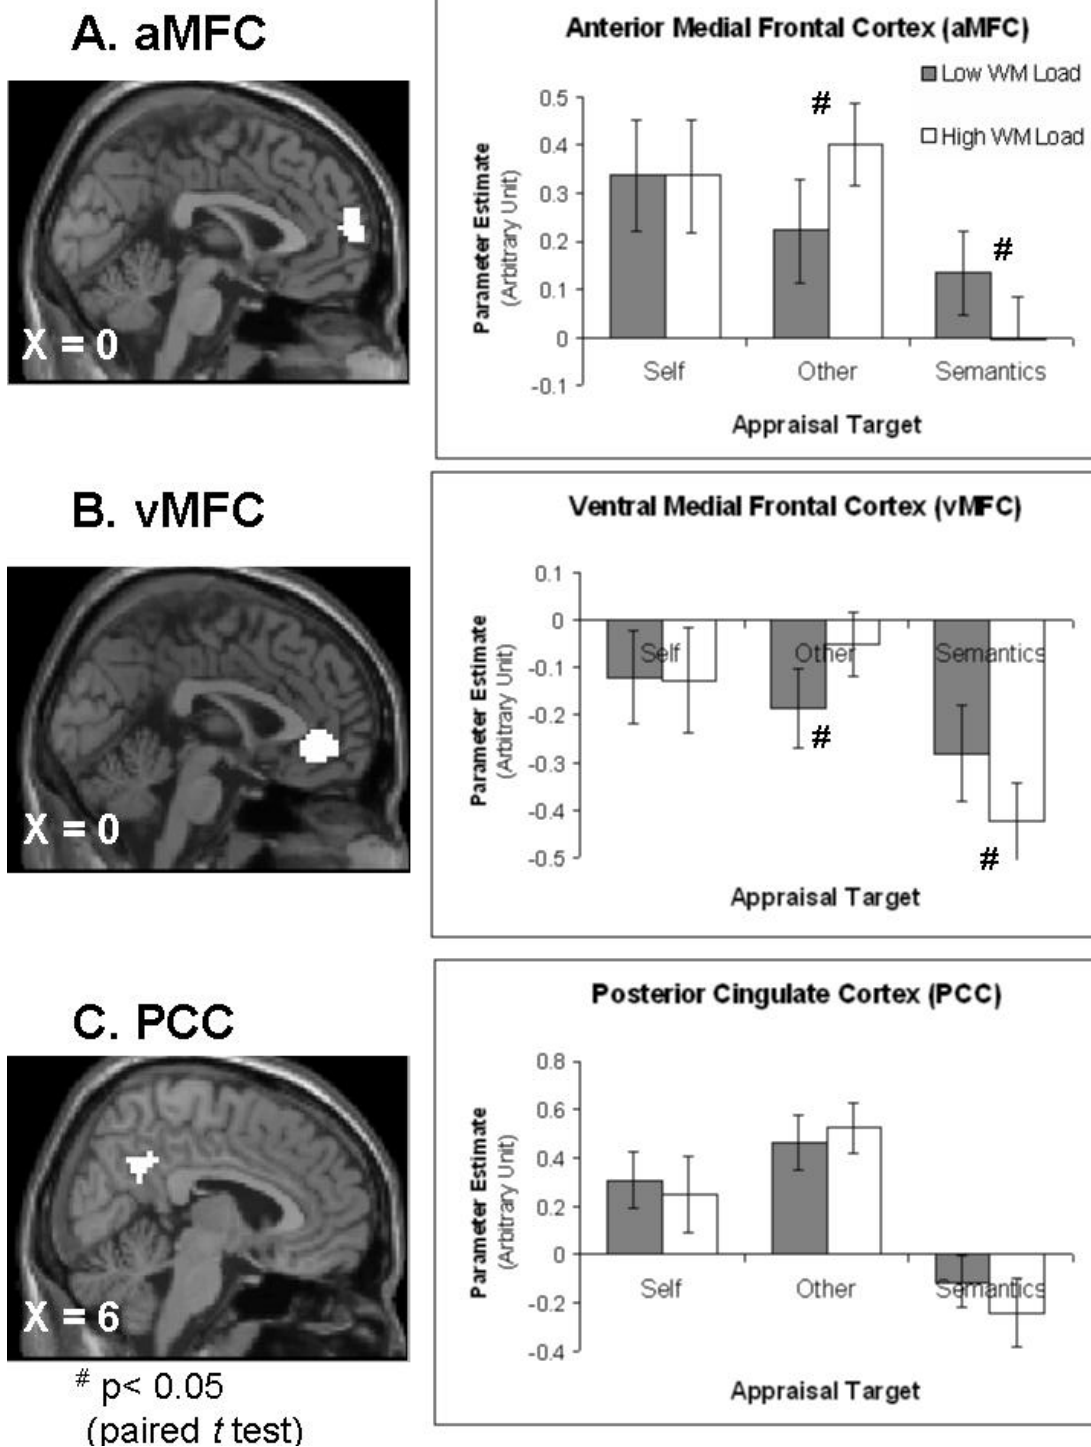 A. aMFC
X = 0
Anterior Medial Frontal Cortex (aMFC)
Low WM Load
High WM Load
#
#
Parameter Estimate
(Arbitrary Unit)
0.5
0.4
0.3
0.2
0.1
0
-0.1
Self Other Semantics
Appraisal Target
B. vMFC
X = 0
Ventral Medial Frontal Cortex (vMFC)
Parameter Estimate
(Arbitrary Unit)
0.1
0
-0.1
-0.2
-0.3
-0.4
-0.5
Self Other Semantics
#
#
Appraisal Target
C. PCC
X = 6
Posterior Cingulate Cortex (PCC)
Parameter Estimate
(Arbitrary Unit)
0.8
0.6
0.4
0.2
0
-0.2
-0.4
Self Other Semantics
Appraisal Target
# p< 0.05
(paired t test)